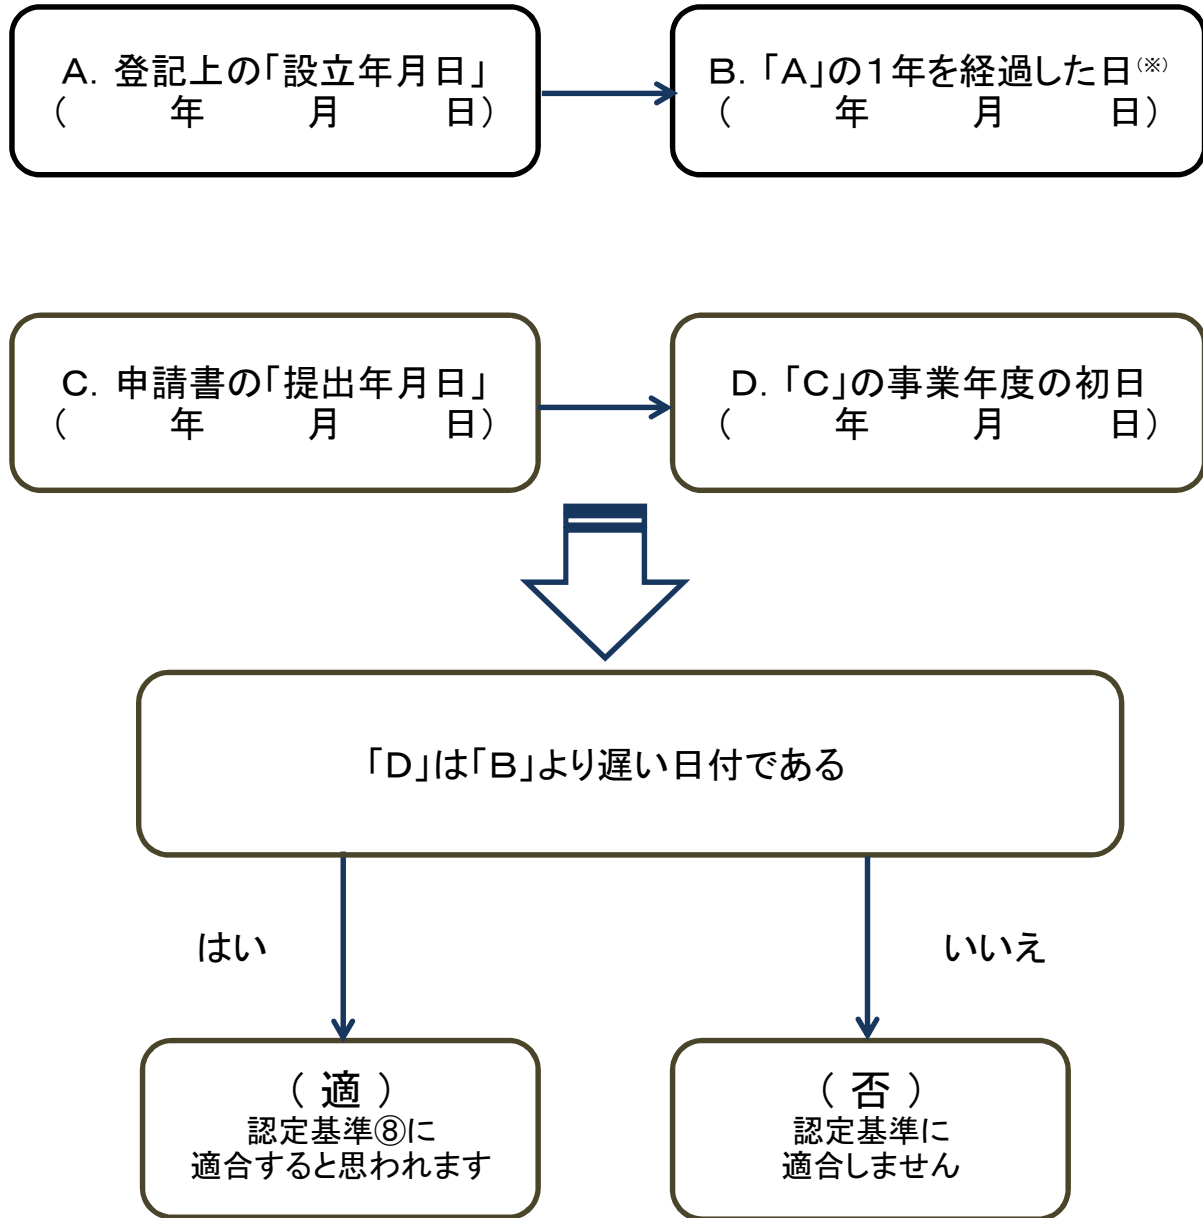 A. 登記上の「設立年月日」
(　　年　　月　　日)
B. 「A」の1年を経過した日(※)
(　　年　　月　　日)
C. 申請書の「提出年月日」
(　　年　　月　　日)
D. 「C」の事業年度の初日
(　　年　　月　　日)
「D」は「B」より遅い日付である
はい
いいえ
( 適 )
認定基準⑧に
適合すると思われます
( 否 )
認定基準に
適合しません